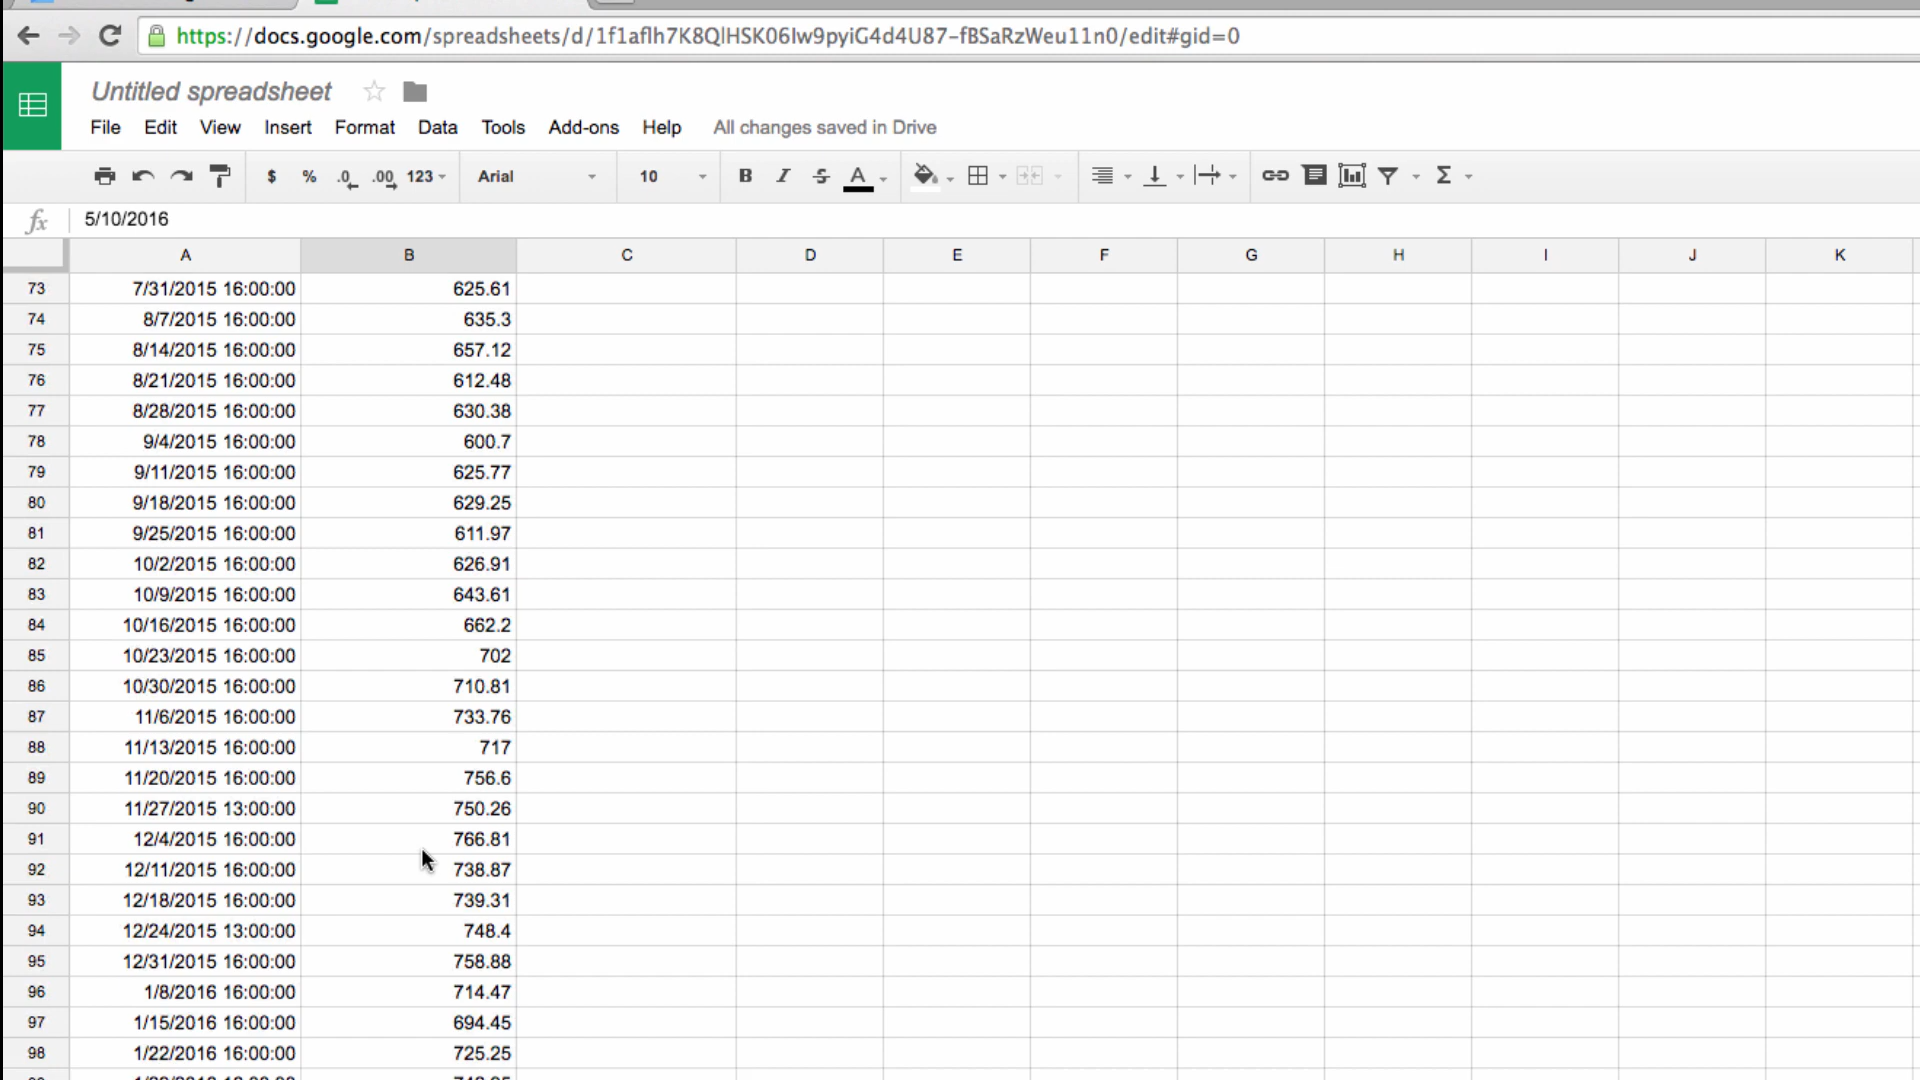 https://docs.google.com/spreadsheets/d/1f1aflh7K8QlHSK06Iw9pyiG4d4U87-fBSaRzWeu11n0/edit#gid=0
Untitled spreadsheet
File Edit View Insert Format Data Tools Add-ons Help All changes saved in Drive
$ % .0 .00 123 Arial 10 B I S A Σ
fx 5/10/2016
A B C D E F G H I J K
73 7/31/2015 16:00:00 625.61
74 8/7/2015 16:00:00 635.3
75 8/14/2015 16:00:00 657.12
76 8/21/2015 16:00:00 612.48
77 8/28/2015 16:00:00 630.38
78 9/4/2015 16:00:00 600.7
79 9/11/2015 16:00:00 625.77
80 9/18/2015 16:00:00 629.25
81 9/25/2015 16:00:00 611.97
82 10/2/2015 16:00:00 626.91
83 10/9/2015 16:00:00 643.61
84 10/16/2015 16:00:00 662.2
85 10/23/2015 16:00:00 702
86 10/30/2015 16:00:00 710.81
87 11/6/2015 16:00:00 733.76
88 11/13/2015 16:00:00 717
89 11/20/2015 16:00:00 756.6
90 11/27/2015 13:00:00 750.26
91 12/4/2015 16:00:00 766.81
92 12/11/2015 16:00:00 738.87
93 12/18/2015 16:00:00 739.31
94 12/24/2015 13:00:00 748.4
95 12/31/2015 16:00:00 758.88
96 1/8/2016 16:00:00 714.47
97 1/15/2016 16:00:00 694.45
98 1/22/2016 16:00:00 725.25